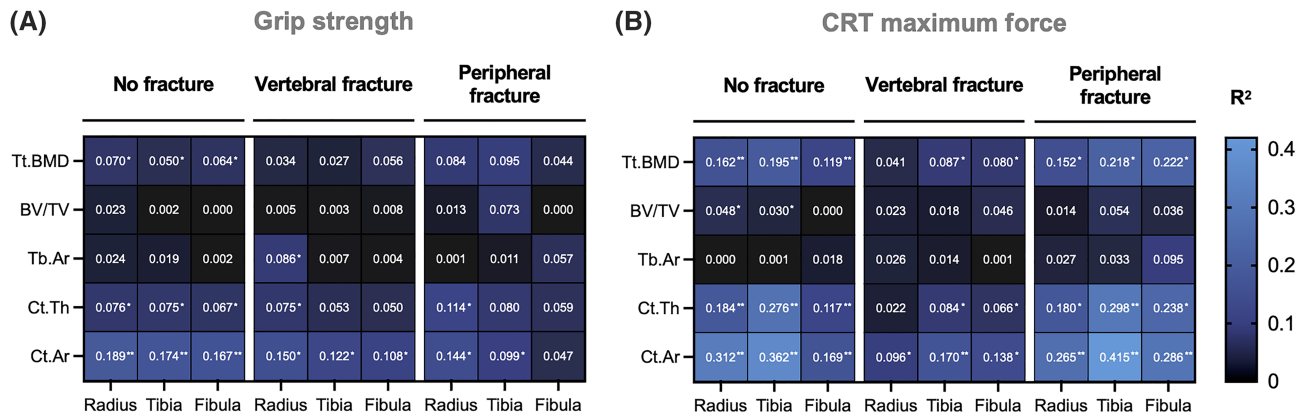 (A) Grip strength (B) CRT maximum force
No fracture Vertebral fracture Peripheral fracture No fracture Vertebral fracture Peripheral fracture R²
Tt.BMD 0.070* 0.050* 0.064* 0.034 0.027 0.056 0.084 0.095 0.044 Tt.BMD 0.162** 0.195** 0.119** 0.041 0.087* 0.080* 0.152* 0.218* 0.222* 0.4
BV/TV 0.023 0.002 0.000 0.005 0.003 0.008 0.013 0.073 0.000 BV/TV 0.048* 0.030* 0.000 0.023 0.018 0.046 0.014 0.054 0.036 0.3
Tb.Ar 0.024 0.019 0.002 0.086* 0.007 0.004 0.001 0.011 0.057 Tb.Ar 0.000 0.001 0.018 0.026 0.014 0.001 0.027 0.033 0.095 0.2
Ct.Th 0.076* 0.075* 0.067* 0.075* 0.053 0.050 0.114* 0.080 0.059 Ct.Th 0.184** 0.276** 0.117** 0.022 0.084* 0.066* 0.180* 0.298** 0.238* 0.1
Ct.Ar 0.189** 0.174** 0.167** 0.150* 0.122* 0.108* 0.144* 0.099* 0.047 Ct.Ar 0.312** 0.362** 0.169** 0.096* 0.170** 0.138* 0.265** 0.415** 0.286** 0
Radius Tibia Fibula Radius Tibia Fibula Radius Tibia Fibula Radius Tibia Fibula Radius Tibia Fibula Radius Tibia Fibula